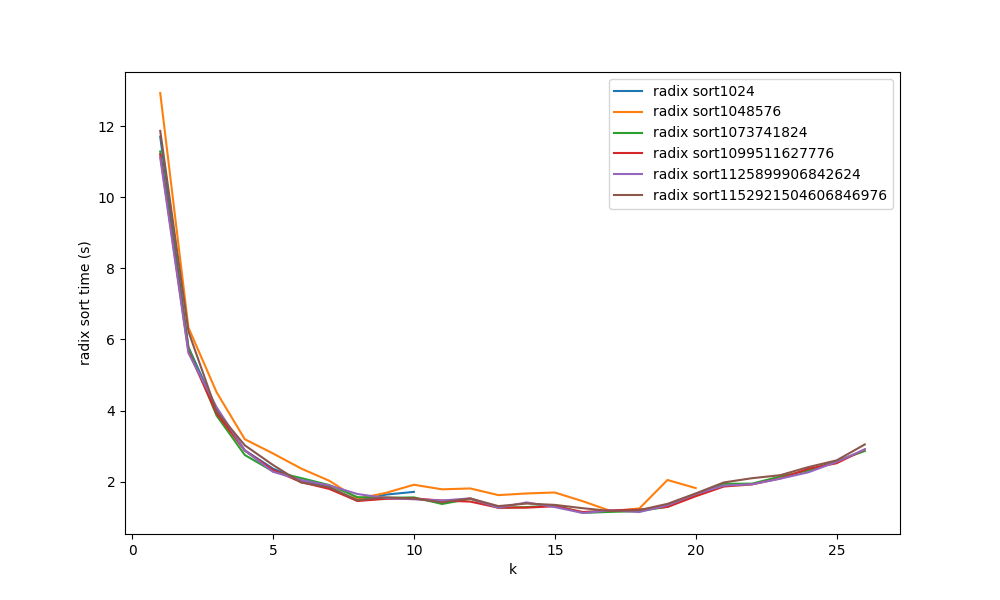 radix sort1024
radix sort1048576
radix sort1073741824
radix sort1099511627776
radix sort1125899906842624
radix sort1152921504606846976
12
10
8
6
4
2
radix sort time (s)
0 5 10 15 20 25
k